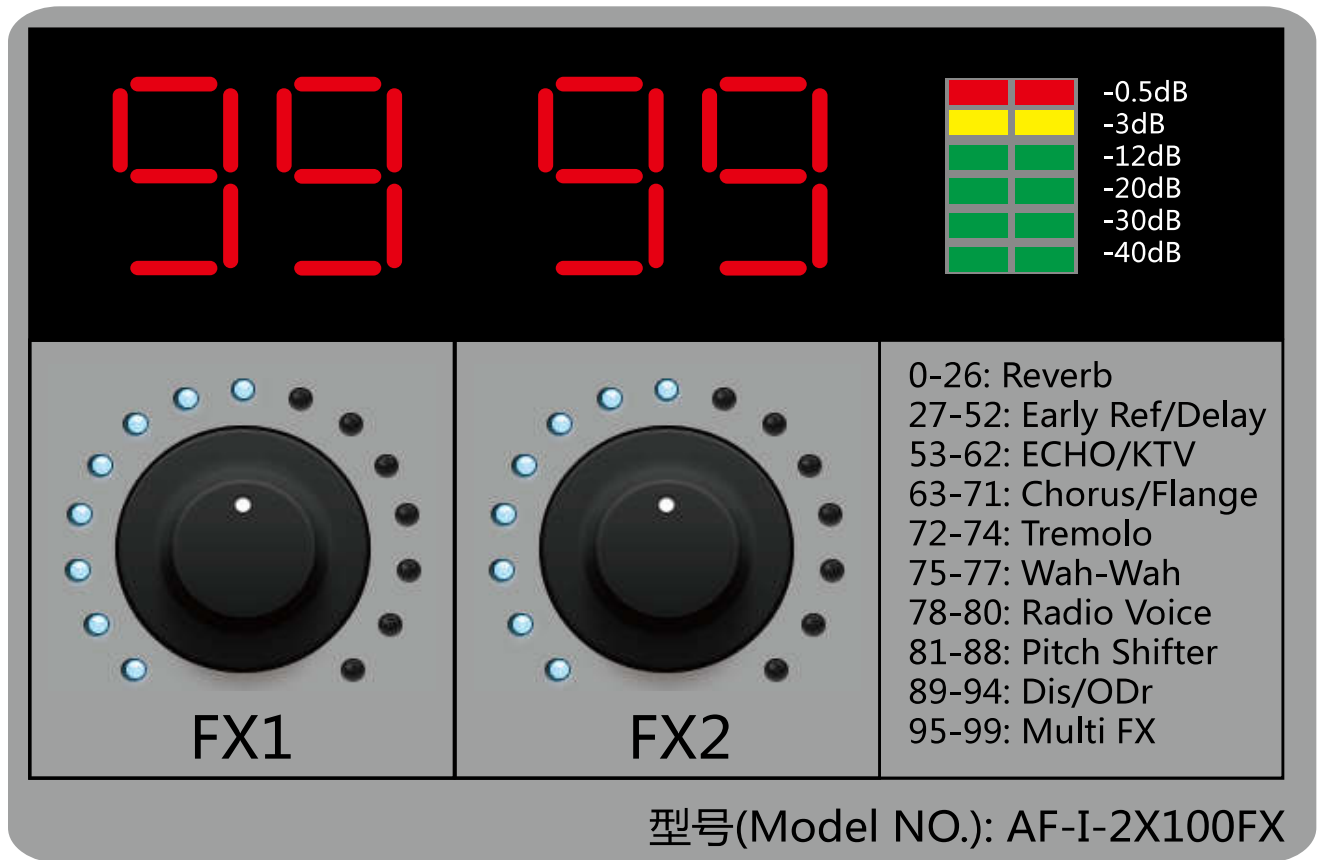 99 99
-0.5dB
-3dB
-12dB
-20dB
-30dB
-40dB
FX1
FX2
0-26: Reverb
27-52: Early Ref/Delay
53-62: ECHO/KTV
63-71: Chorus/Flange
72-74: Tremolo
75-77: Wah-Wah
78-80: Radio Voice
81-88: Pitch Shifter
89-94: Dis/ODr
95-99: Multi FX
型号(Model NO.): AF-I-2X100FX